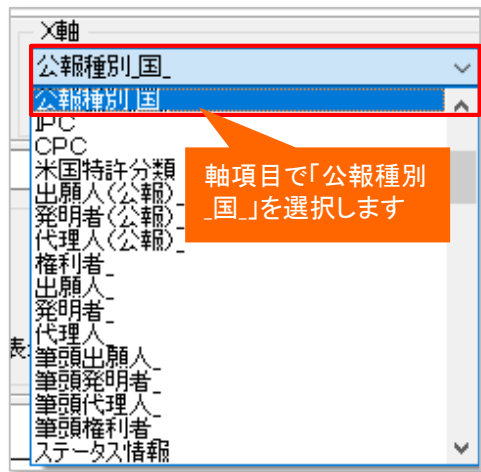 X軸
公報種別_国_
公報種別_国_
IPC
CPC
米国特許分類
出願人(公報)_
発明者(公報)_
代理人(公報)_
権利者_
出願人_
発明者_
代理人_
筆頭出願人_
筆頭発明者_
筆頭代理人_
筆頭権利者_
ステータス情報
軸項目で「公報種別
_国_」を選択します
表